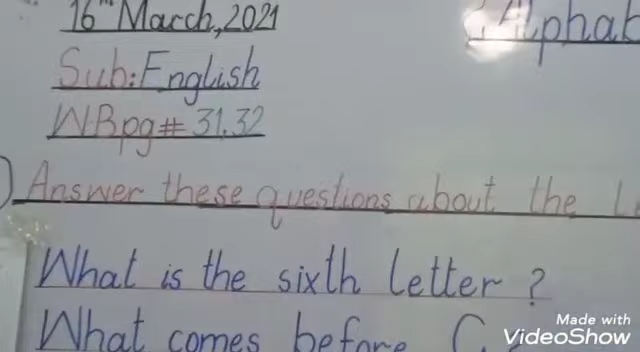 16th March, 2021
Alphab
Sub: English
WB pg# 31.32
Answer these questions about the
What is the sixth letter?
What comes before C
Made with
VideoShow